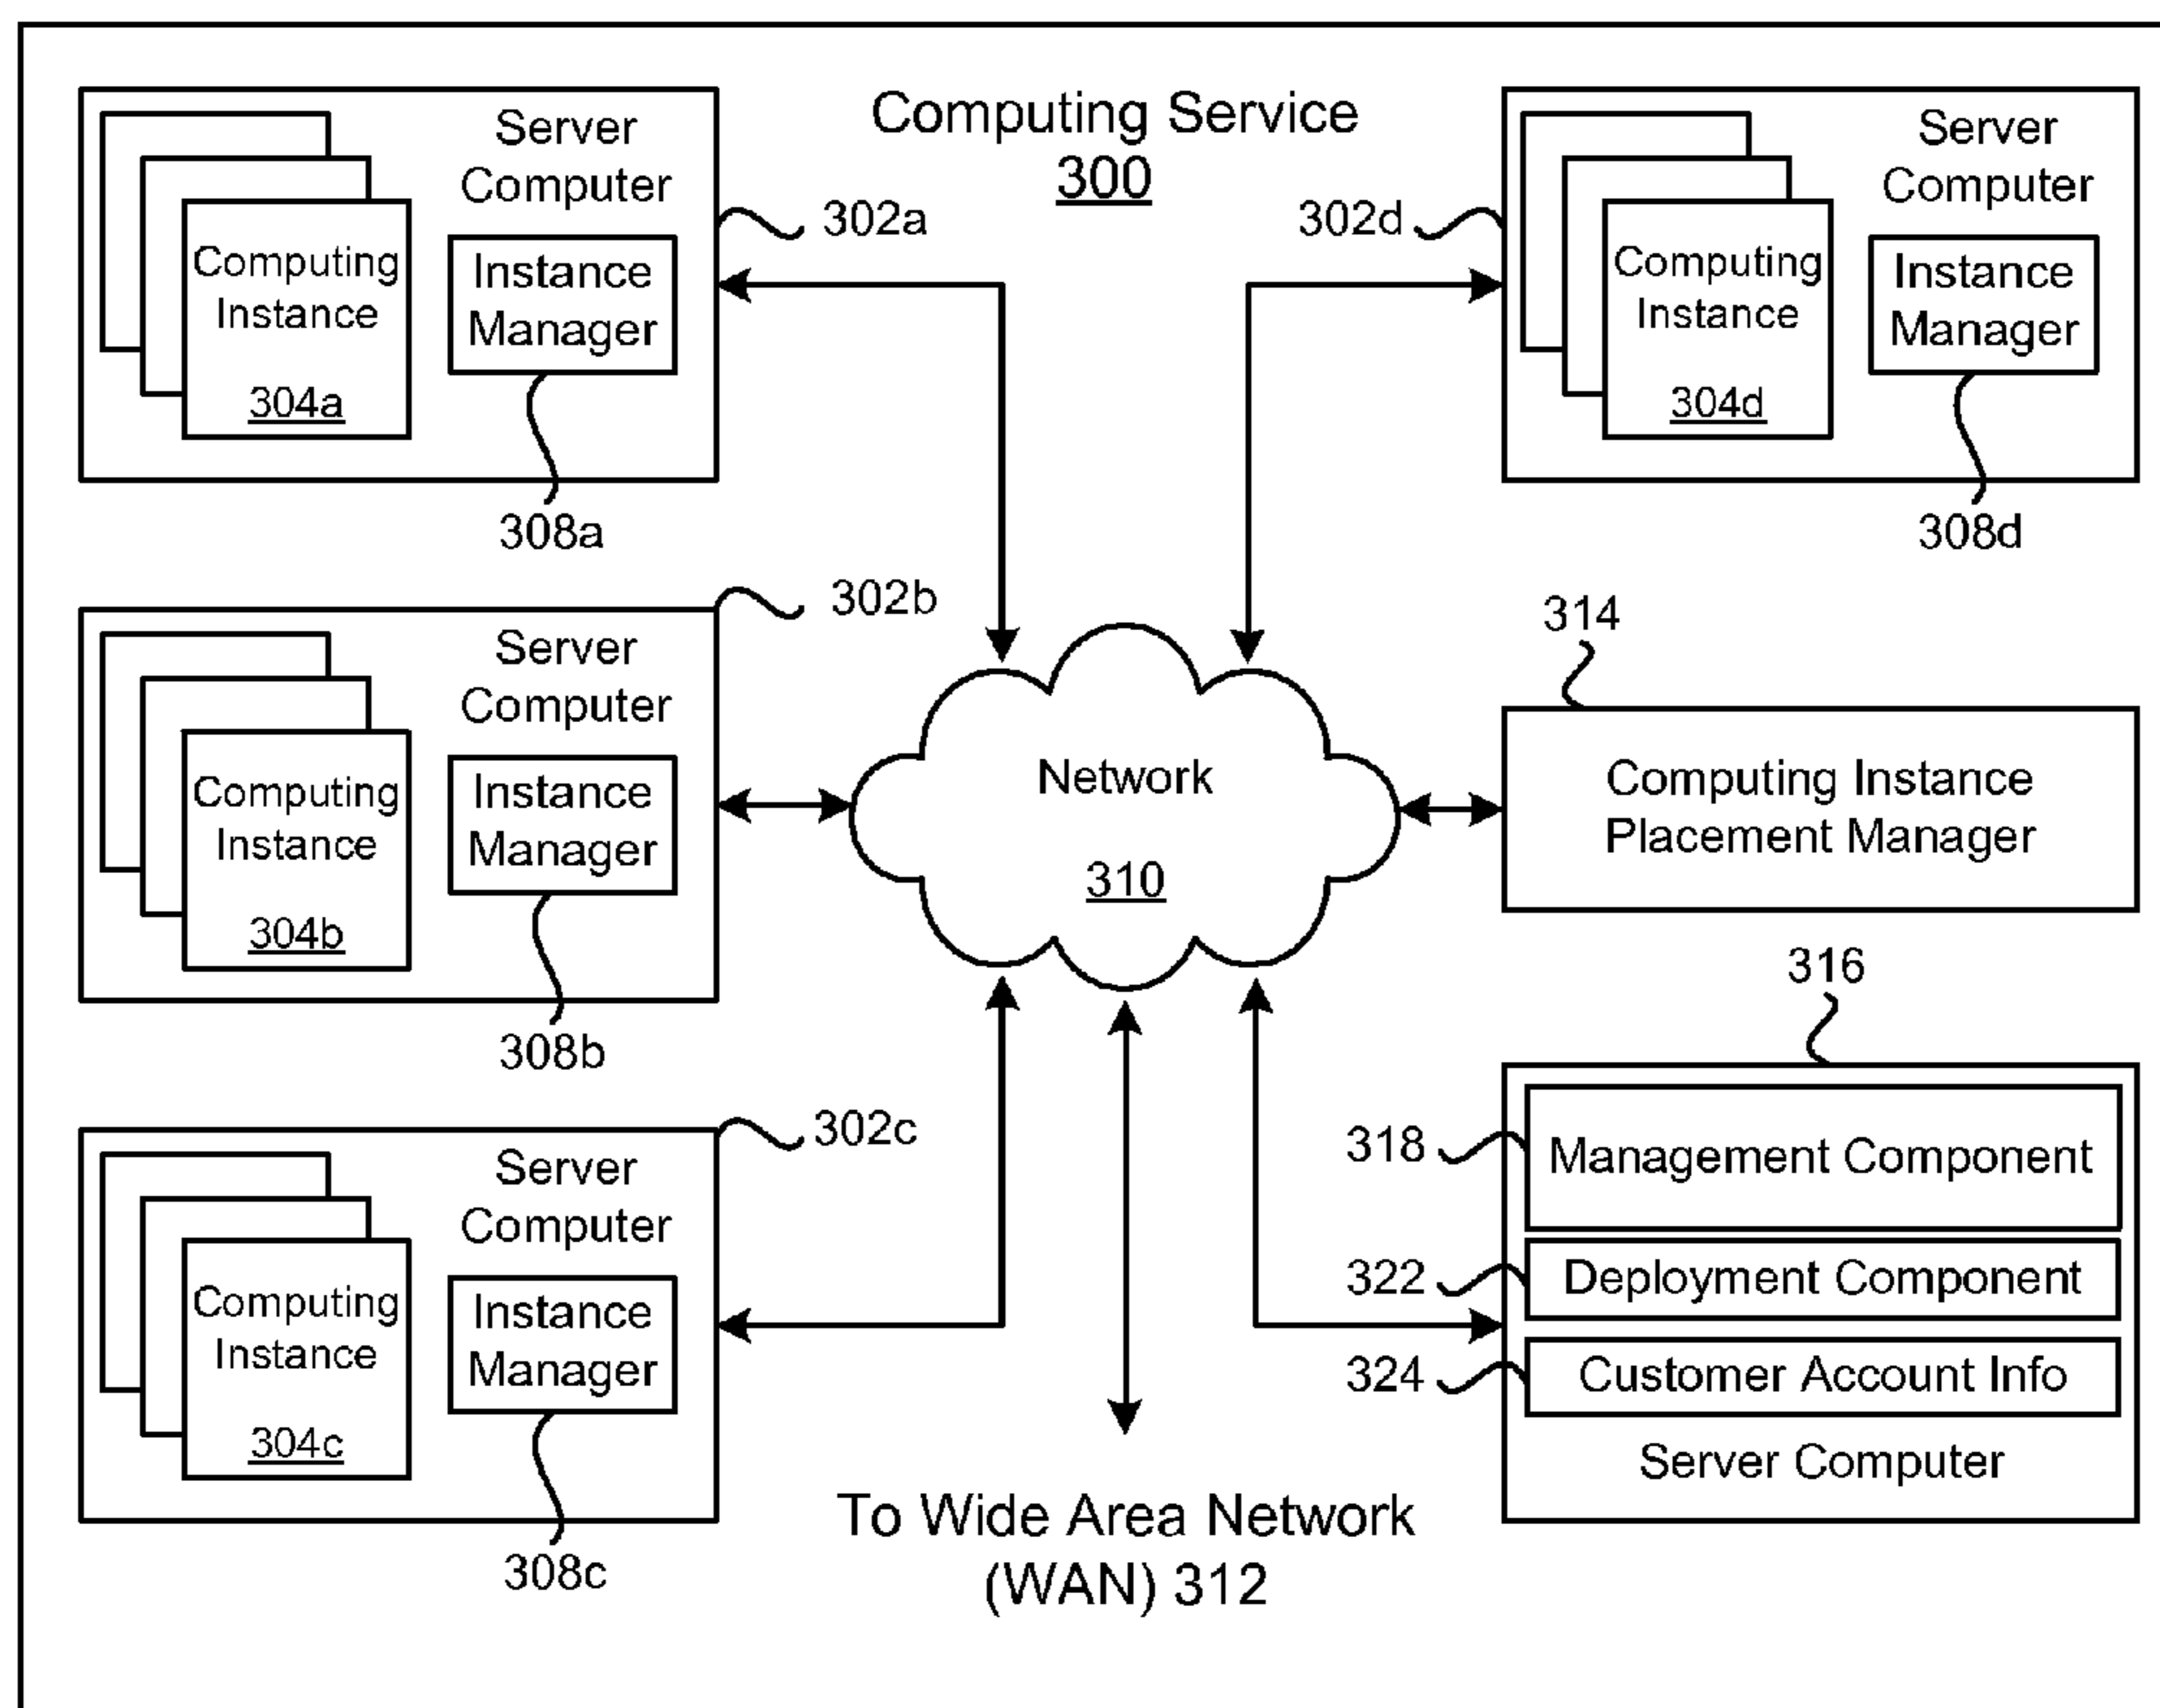 Computing Service
300
Server
Computer
302a
Computing
Instance
304a
Instance
Manager
308a
302d
Server
Computer
Computing
Instance
304d
Instance
Manager
308d
302b
Server
Computer
Computing
Instance
304b
Instance
Manager
308b
Network
310
314
Computing Instance
Placement Manager
302c
Server
Computer
Computing
Instance
304c
Instance
Manager
308c
316
318
Management Component
322
Deployment Component
324
Customer Account Info
Server Computer
To Wide Area Network
(WAN) 312